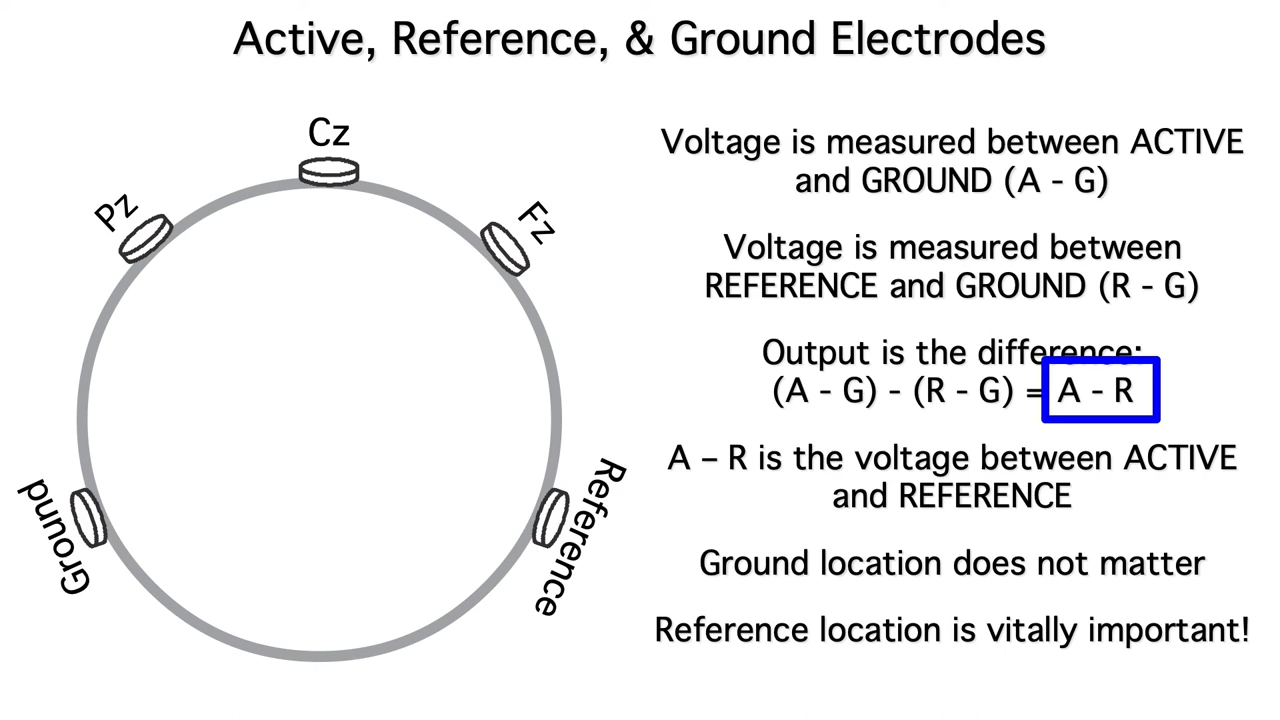 Active, Reference, & Ground Electrodes
Cz
Pz
Fz
Ground
Reference
Voltage is measured between ACTIVE
and GROUND (A - G)
Voltage is measured between
REFERENCE and GROUND (R - G)
Output is the difference:
(A - G) - (R - G) = A - R
A – R is the voltage between ACTIVE
and REFERENCE
Ground location does not matter
Reference location is vitally important!